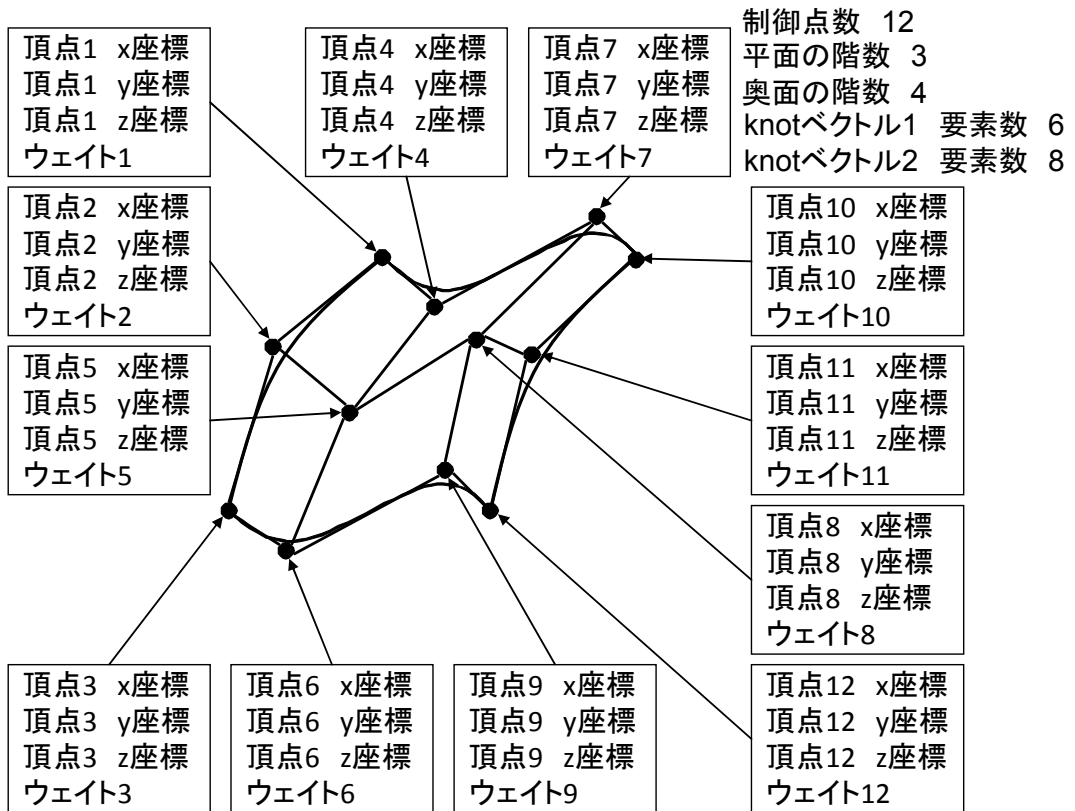 制御点数 12
平面の階数 3
奥面の階数 4
knotベクトル1 要素数 6
knotベクトル2 要素数 8
頂点1 x座標
頂点1 y座標
頂点1 z座標
ウェイト1
頂点4 x座標
頂点4 y座標
頂点4 z座標
ウェイト4
頂点7 x座標
頂点7 y座標
頂点7 z座標
ウェイト7
頂点2 x座標
頂点2 y座標
頂点2 z座標
ウェイト2
頂点10 x座標
頂点10 y座標
頂点10 z座標
ウェイト10
頂点5 x座標
頂点5 y座標
頂点5 z座標
ウェイト5
頂点11 x座標
頂点11 y座標
頂点11 z座標
ウェイト11
頂点8 x座標
頂点8 y座標
頂点8 z座標
ウェイト8
頂点3 x座標
頂点3 y座標
頂点3 z座標
ウェイト3
頂点6 x座標
頂点6 y座標
頂点6 z座標
ウェイト6
頂点9 x座標
頂点9 y座標
頂点9 z座標
ウェイト9
頂点12 x座標
頂点12 y座標
頂点12 z座標
ウェイト12